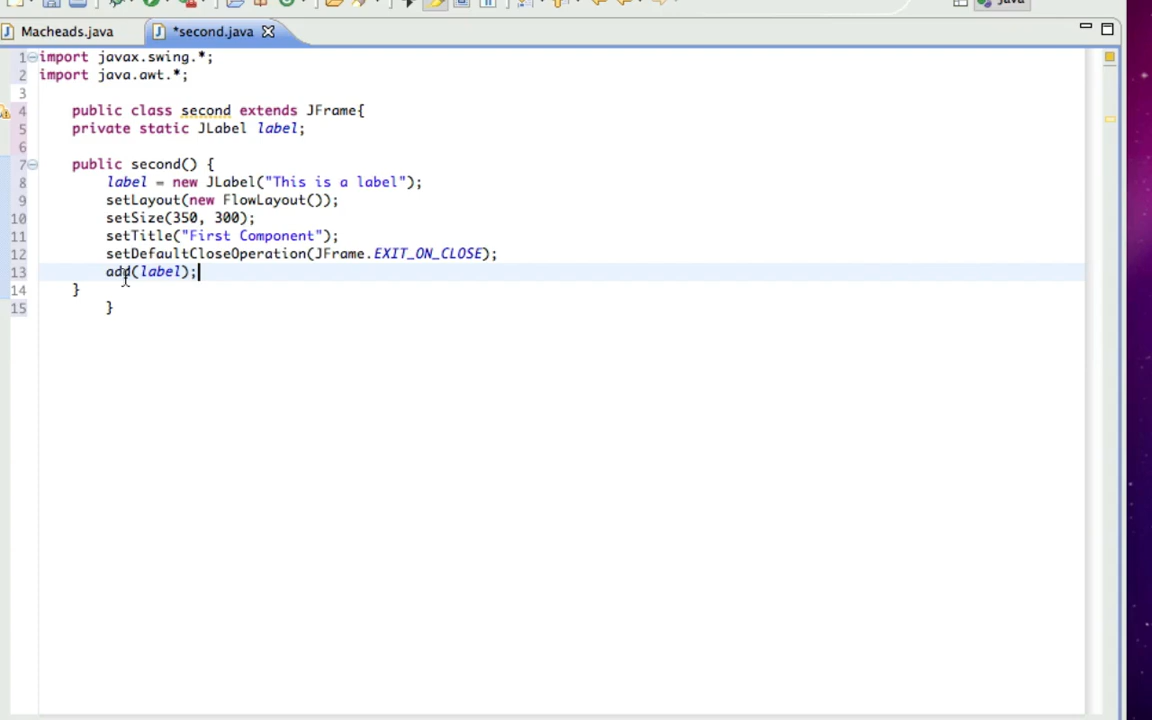 Java
Macheads.java
*second.java
1 import javax.swing.*;
2 import java.awt.*;
3
4 public class second extends JFrame{
5 private static JLabel label;
6
7 public second() {
8 label = new JLabel("This is a label");
9 setLayout(new FlowLayout());
10 setSize(350, 300);
11 setTitle("First Component");
12 setDefaultCloseOperation(JFrame.EXIT_ON_CLOSE);
13 add(label);
14 }
15 }